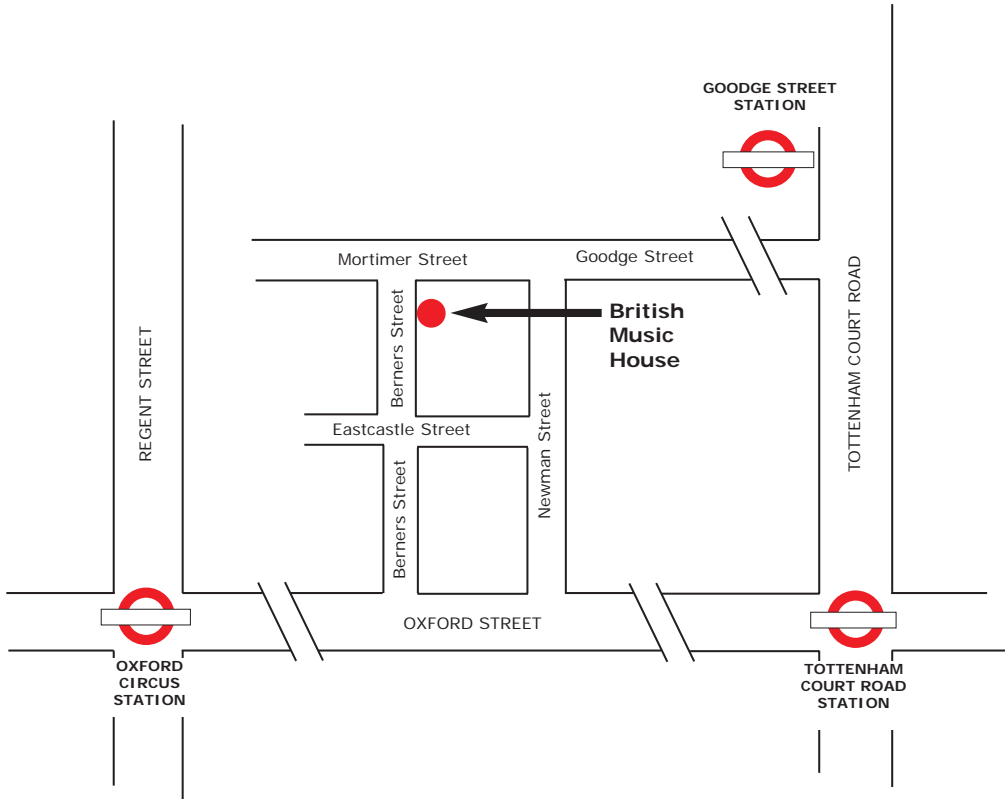 GOODGE STREET
STATION
Mortimer Street
Goodge Street
Berners Street
British
Music
House
REGENT STREET
TOTTENHAM COURT ROAD
Eastcastle Street
Newman Street
Berners Street
OXFORD STREET
OXFORD
CIRCUS
STATION
TOTTENHAM
COURT ROAD
STATION